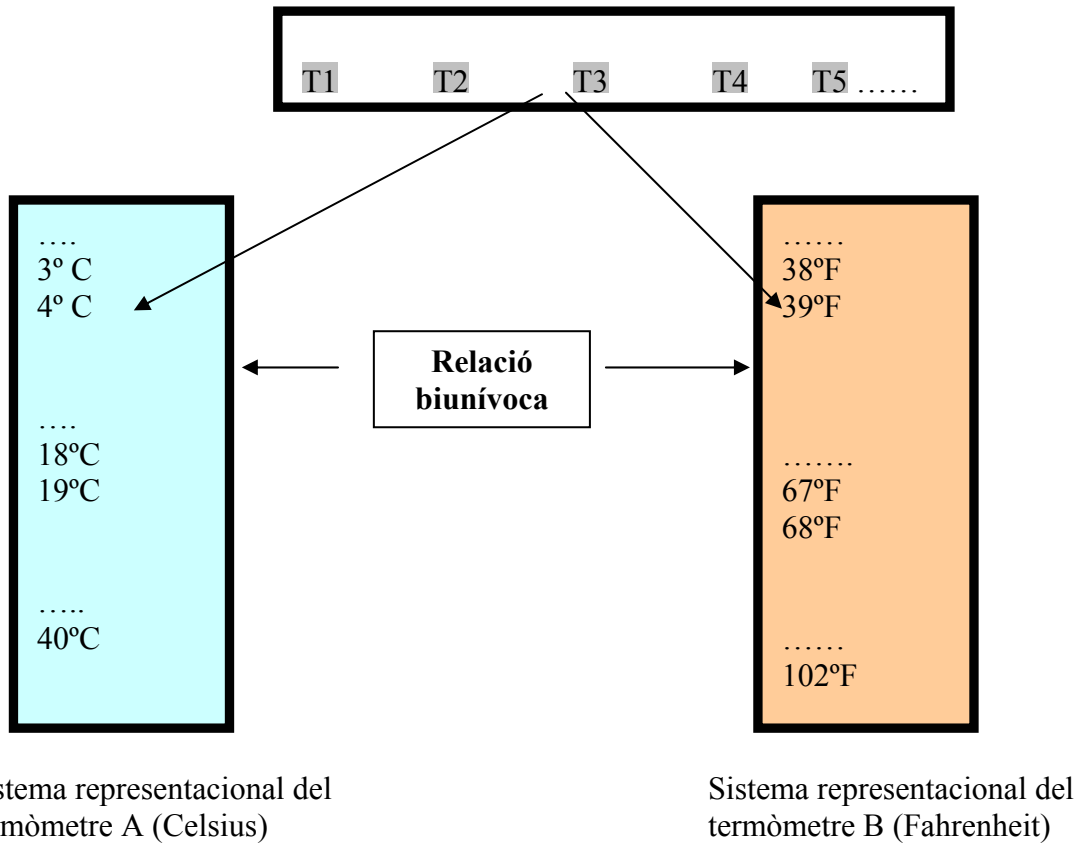 T1 T2 T3 T4 T5 ……
….
3º C
4º C
….
18ºC
19ºC
…..
40ºC
Relació
biunívoca
……
38ºF
39ºF
…….
67ºF
68ºF
……
102ºF
istema representacional del
rmòmetre A (Celsius)
Sistema representacional del
termòmetre B (Fahrenheit)